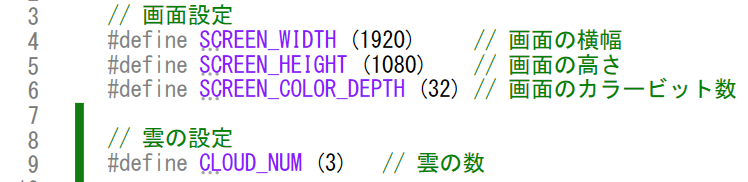 3 // 画面設定
4 #define SCREEN_WIDTH (1920) // 画面の横幅
5 #define SCREEN_HEIGHT (1080) // 画面の高さ
6 #define SCREEN_COLOR_DEPTH (32) // 画面のカラービット数
7
8 // 雲の設定
9 #define CLOUD_NUM (3) // 雲の数